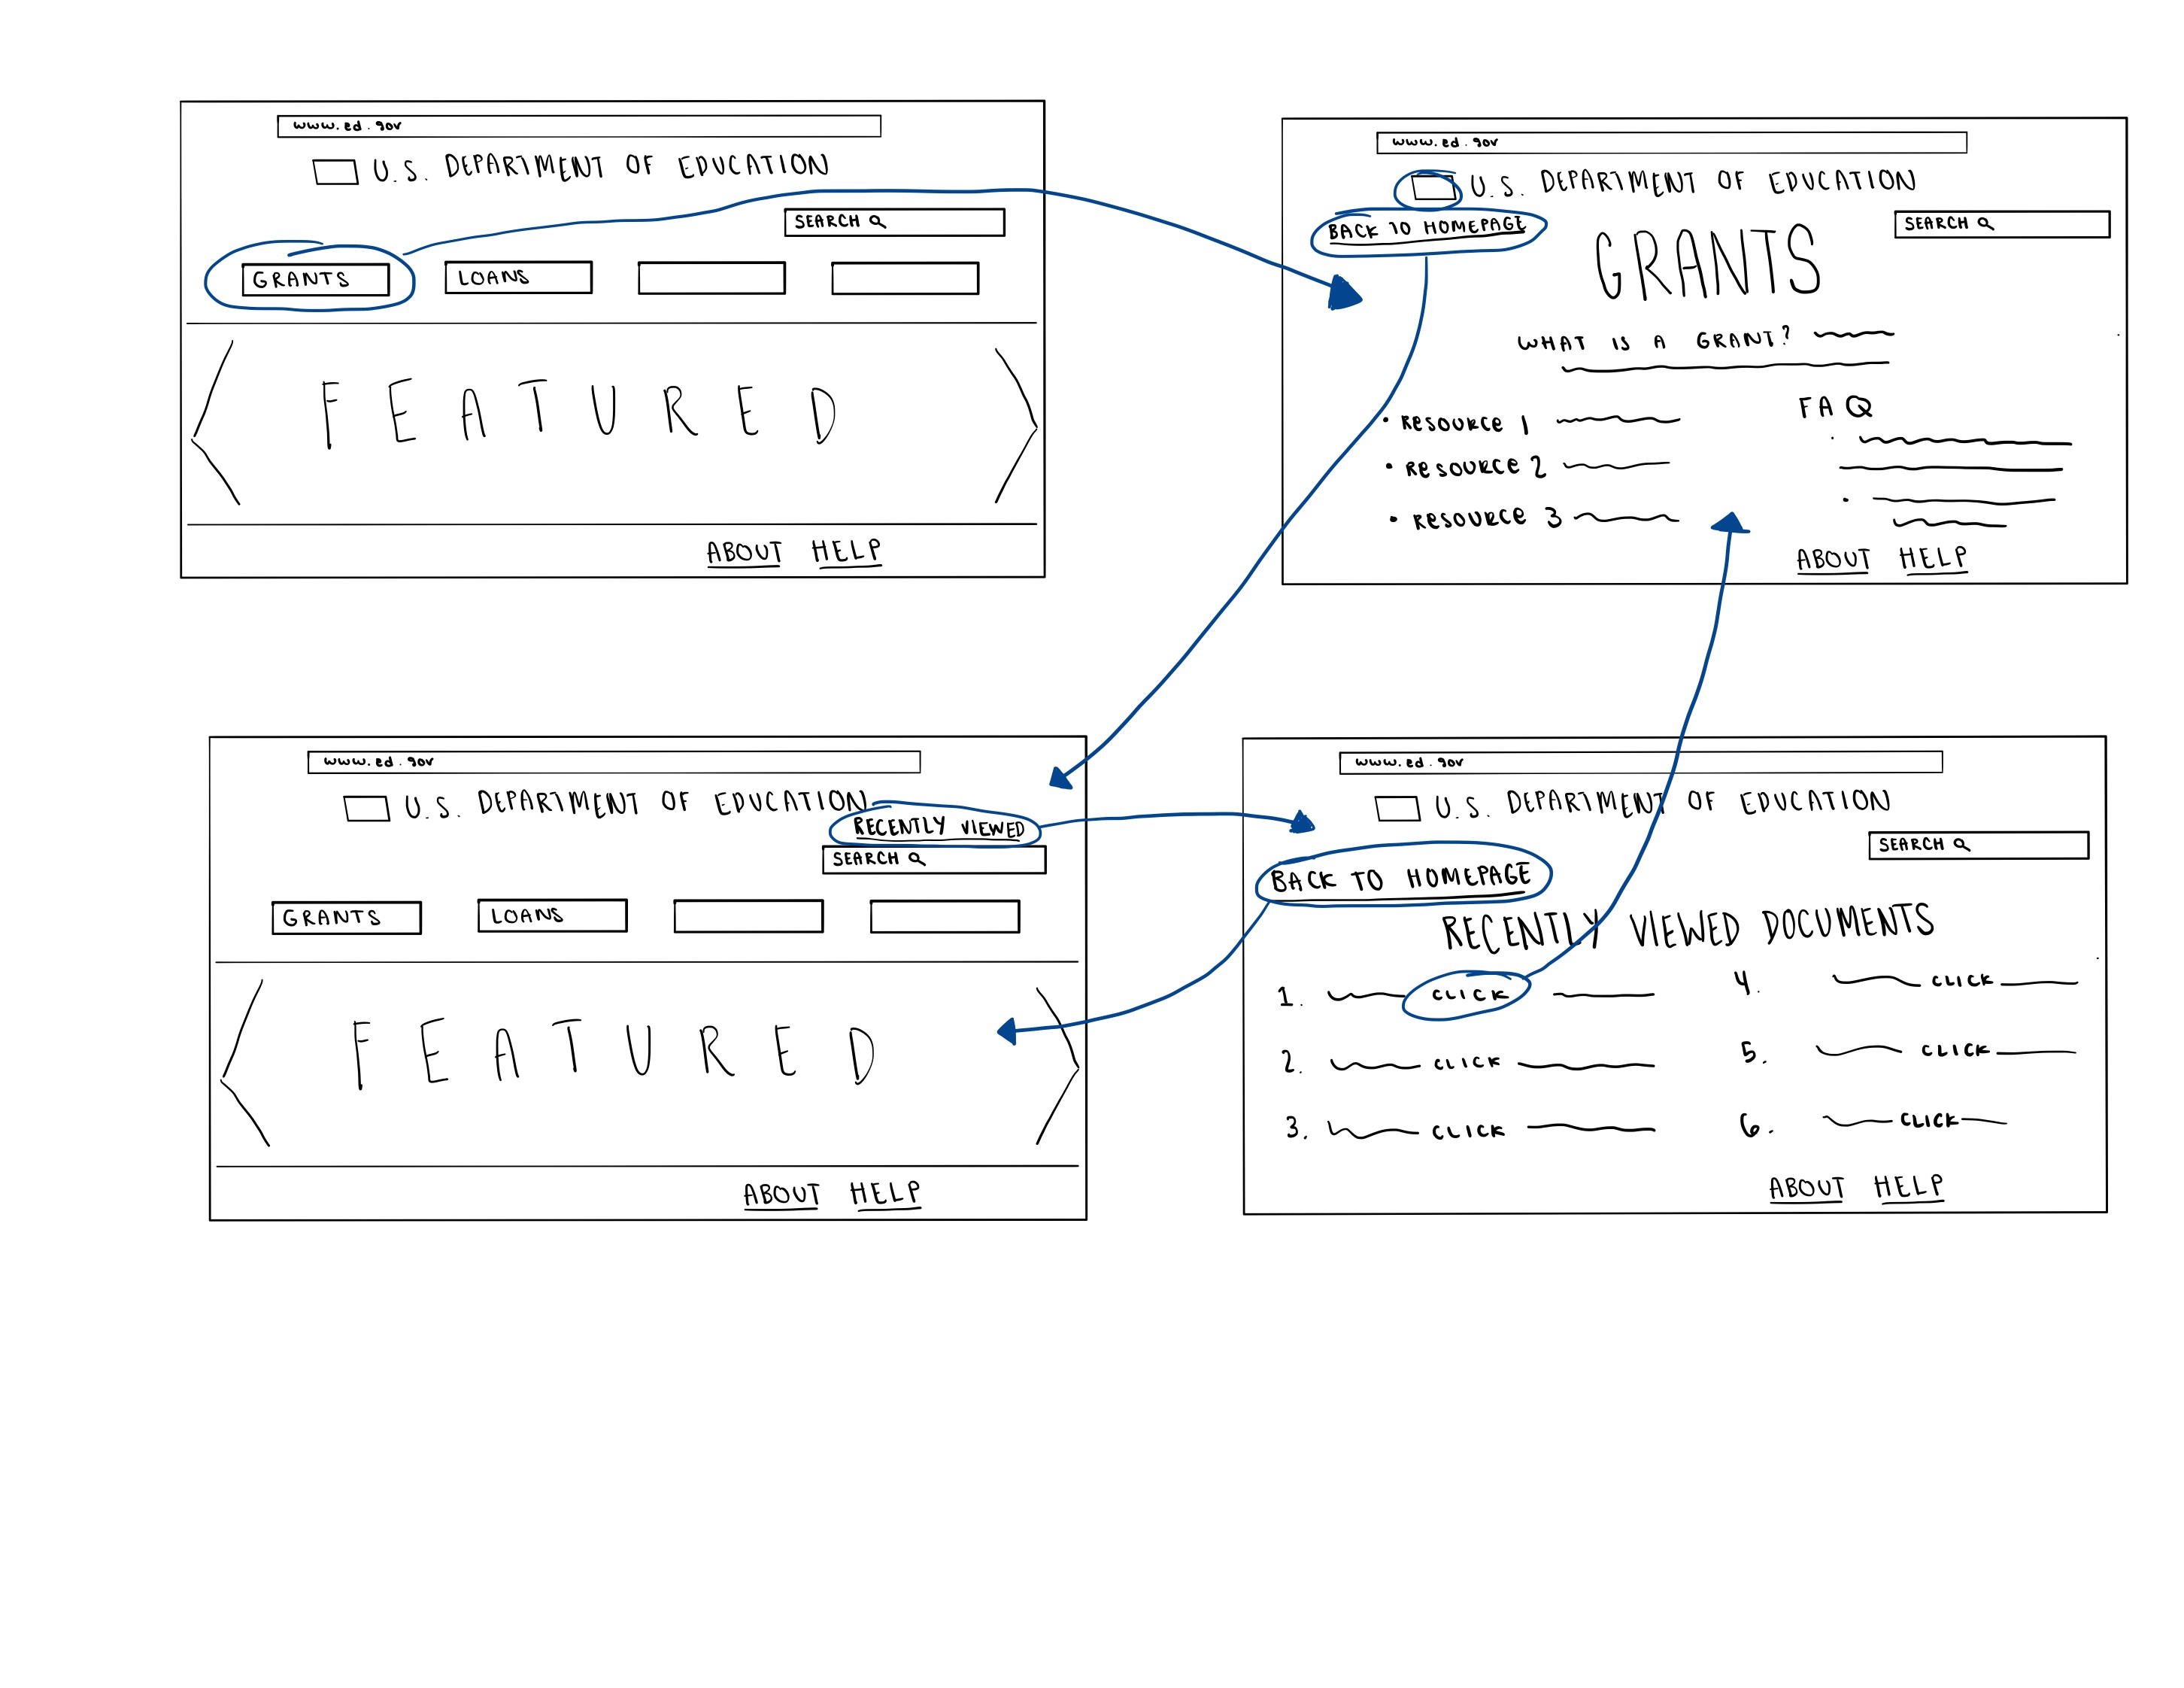 www.ed.gov
U.S. DEPARTMENT OF EDUCATION
SEARCH
GRANTS LOANS
FEATURED
ABOUT HELP
www.ed.gov
U.S. DEPARTMENT OF EDUCATION
BACK TO HOMEPAGE
SEARCH
GRANTS
WHAT IS A GRANT?
• RESOURCE 1
• RESOURCE 2
• RESOURCE 3
FAQ
ABOUT HELP
www.ed.gov
U.S. DEPARTMENT OF EDUCATION
RECENTLY VIEWED
SEARCH
GRANTS LOANS
FEATURED
ABOUT HELP
www.ed.gov
U.S. DEPARTMENT OF EDUCATION
SEARCH
BACK TO HOMEPAGE
RECENTLY VIEWED DOCUMENTS
1. CLICK
2. CLICK
3. CLICK
4. CLICK
5. CLICK
6. CLICK
ABOUT HELP